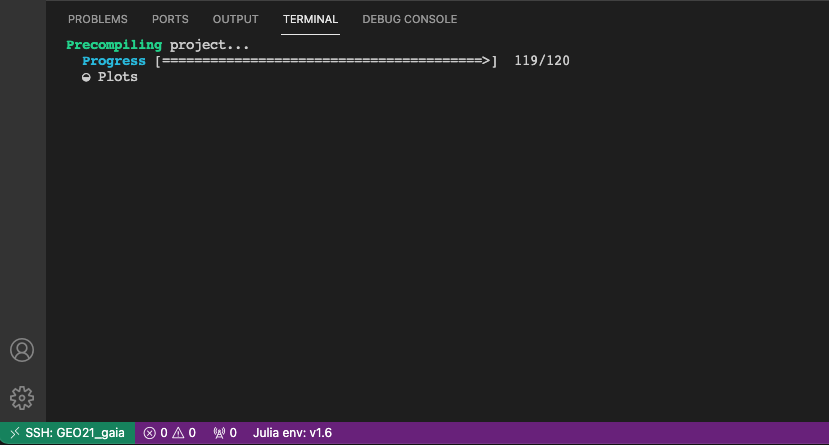 PROBLEMS PORTS OUTPUT TERMINAL DEBUG CONSOLE
Precompiling project...
Progress [========================================>] 119/120
Plots
SSH: GEO21_gaia 0 0 0 Julia env: v1.6